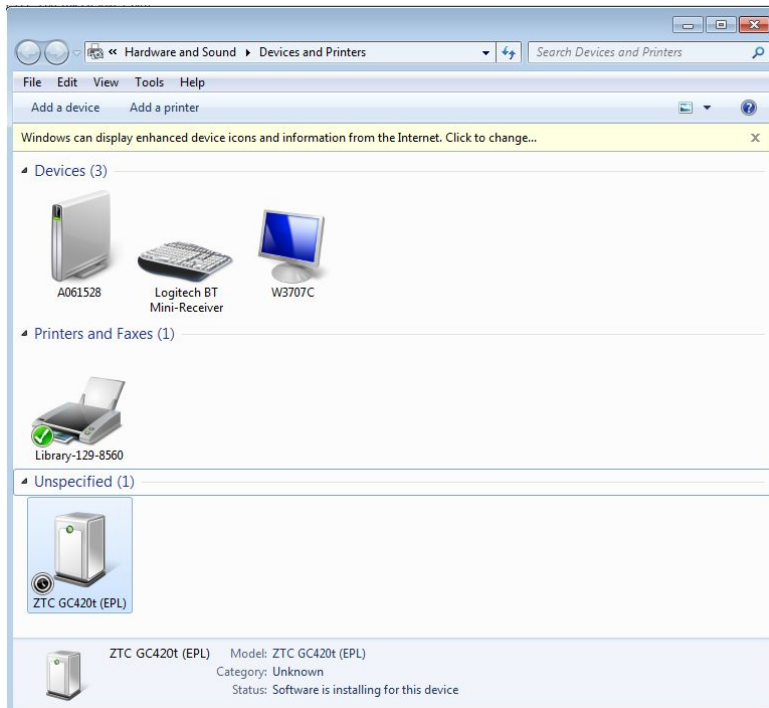 « Hardware and Sound ▸ Devices and Printers
Search Devices and Printers
File Edit View Tools Help
Add a device Add a printer
Windows can display enhanced device icons and information from the Internet. Click to change...
Devices (3)
A061528
Logitech BT
Mini-Receiver
W3707C
Printers and Faxes (1)
Library-129-8560
Unspecified (1)
ZTC GC420t (EPL)
ZTC GC420t (EPL) Model: ZTC GC420t (EPL)
Category: Unknown
Status: Software is installing for this device